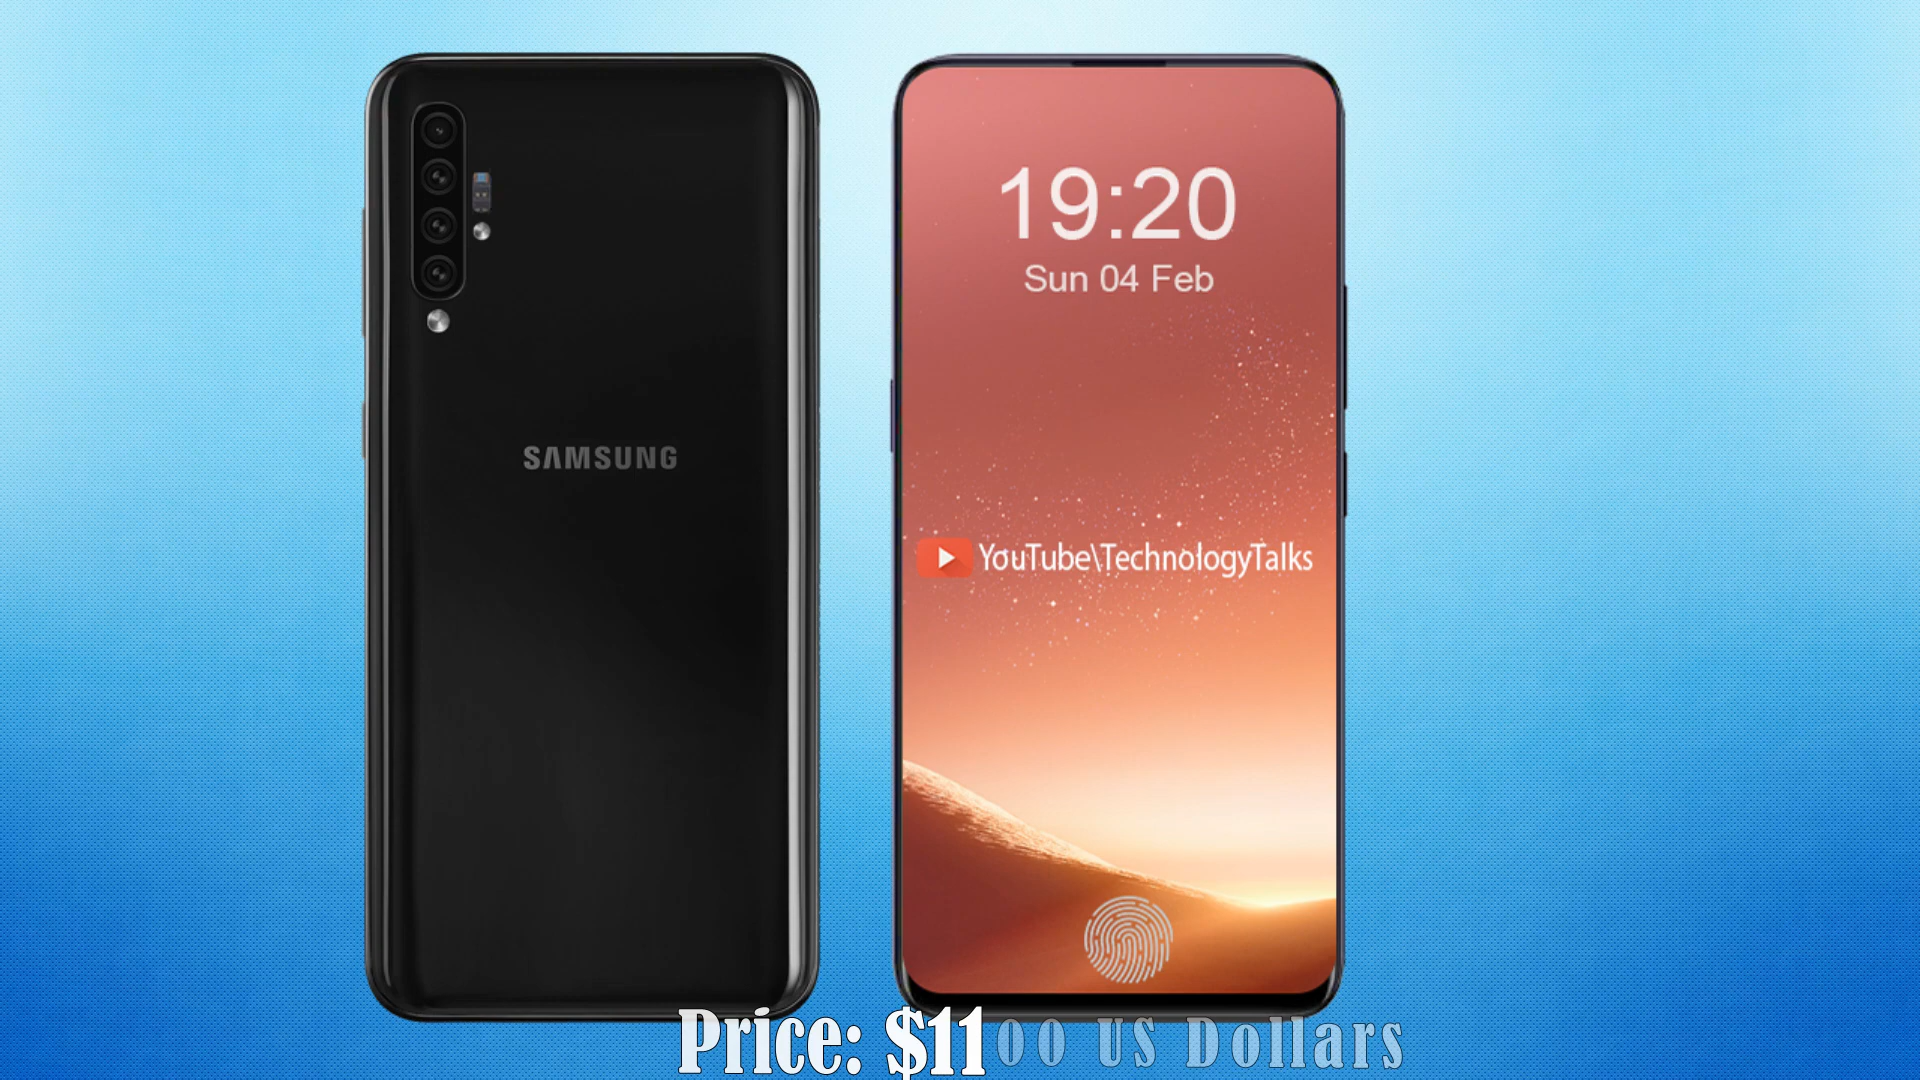 SAMSUNG
19:20
Sun 04 Feb
YouTube\TechnologyTalks
Price: $1100 US Dollars